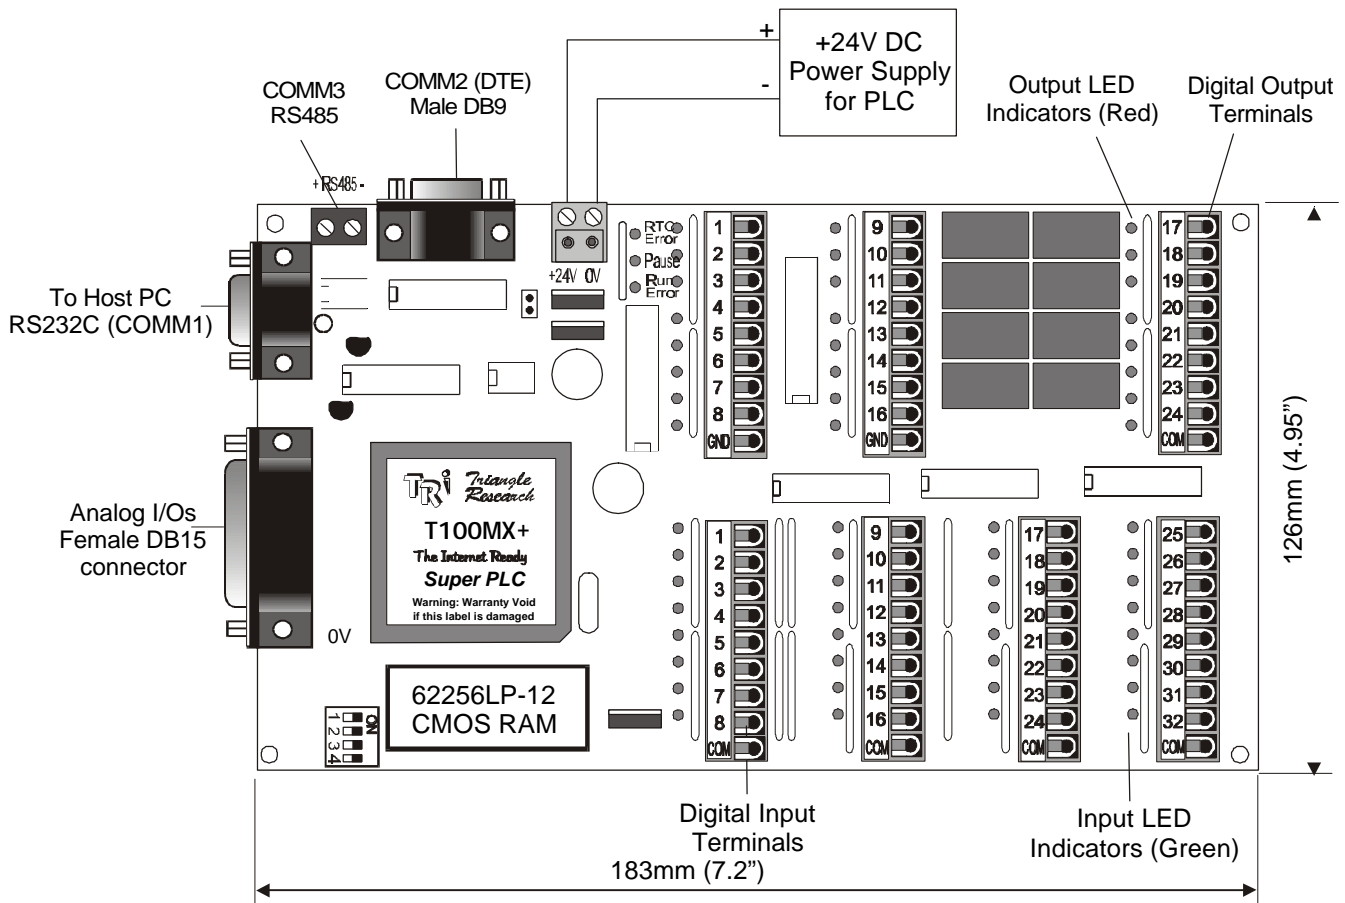 +24V DC
Power Supply
for PLC
+
-
COMM3
RS485
COMM2 (DTE)
Male DB9
Output LED
Indicators (Red)
Digital Output
Terminals
+ RS485 -
+24V 0V
RTC
Error
Pause
Run
Error
1
2
3
4
5
6
7
8
GND
9
10
11
12
13
14
15
16
GND
17
18
19
20
21
22
23
24
COM
To Host PC
RS232C (COMM1)
Analog I/Os
Female DB15
connector
0V
TRi Triangle
Research
T100MX+
The Internet Ready
Super PLC
Warning: Warranty Void
if this label is damaged
62256LP-12
CMOS RAM
ON
1
2
3
4
1
2
3
4
5
6
7
8
COM
9
10
11
12
13
14
15
16
COM
17
18
19
20
21
22
23
24
COM
25
26
27
28
29
30
31
32
COM
126mm (4.95”)
Digital Input
Terminals
Input LED
Indicators (Green)
183mm (7.2”)